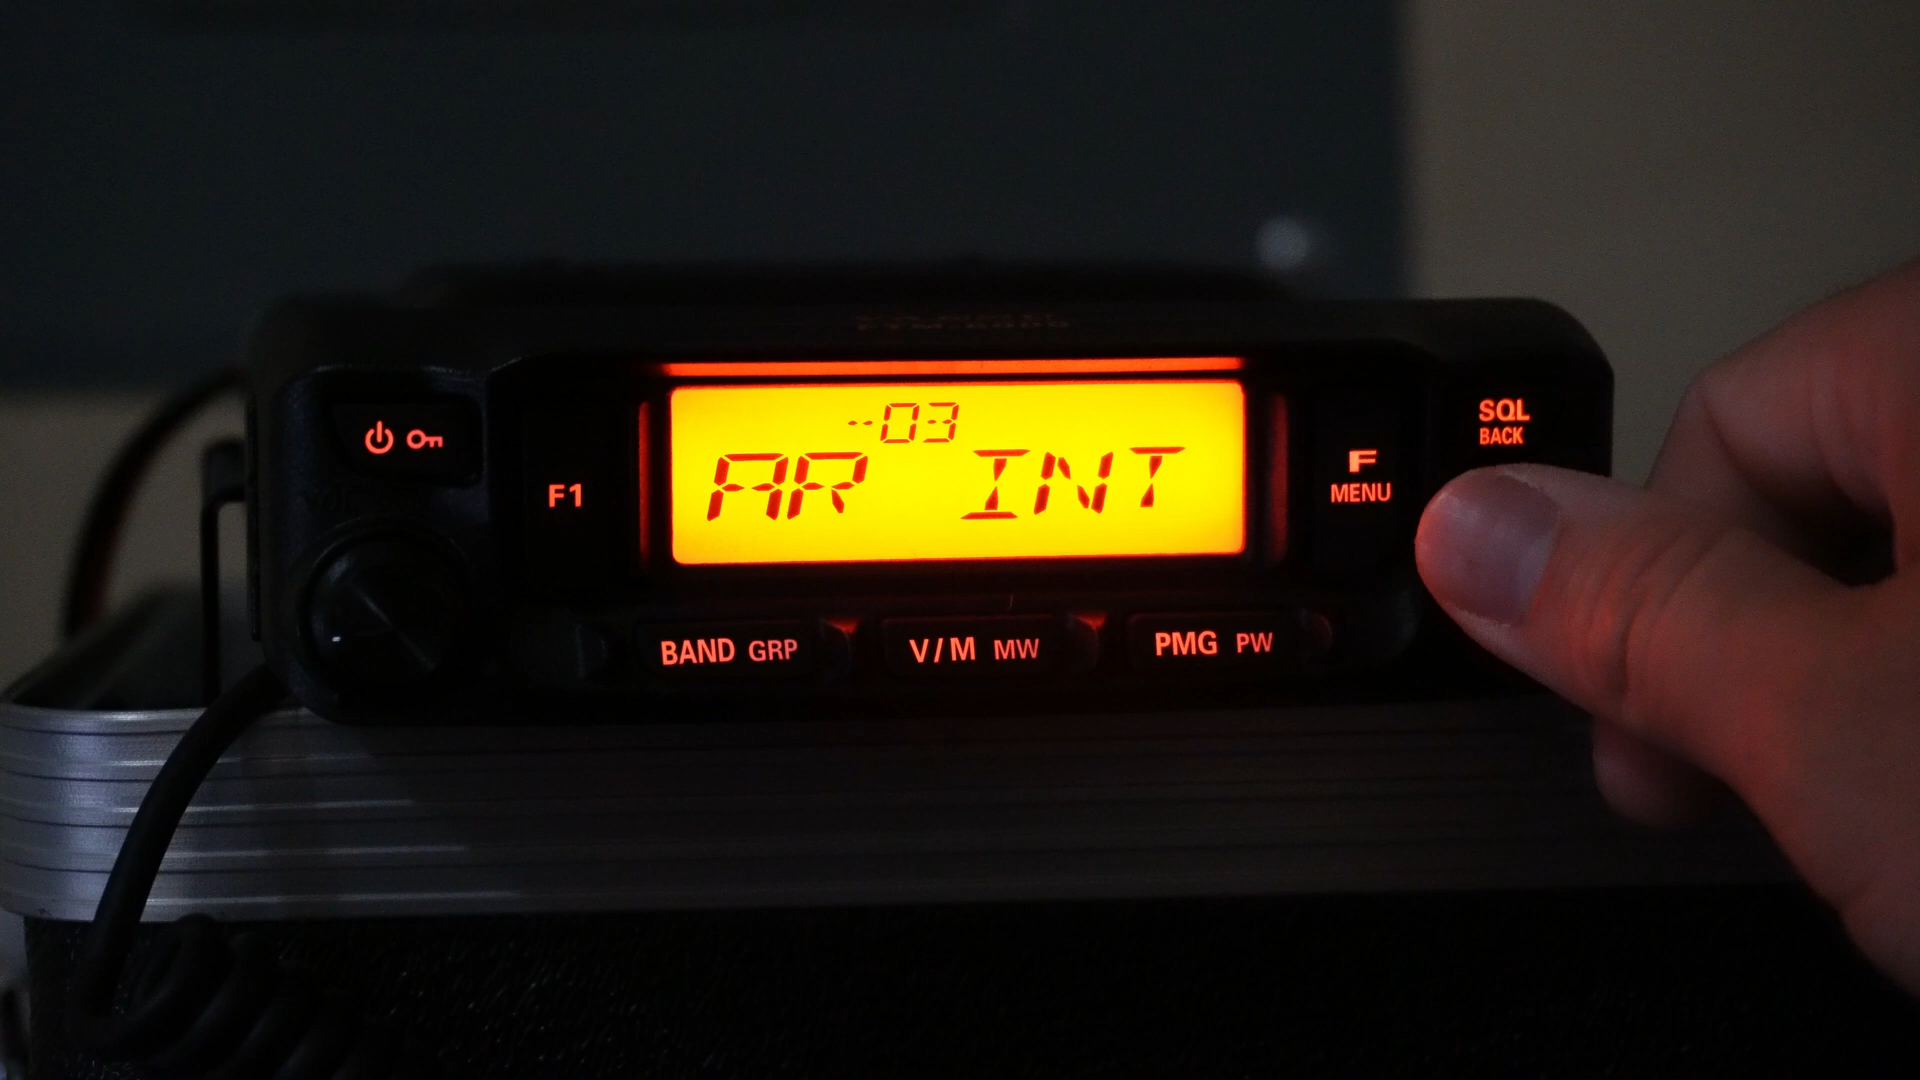 SQL
BACK
--03
AR INT
F
MENU
F1
BAND GRP
V/M MW
PMG PW